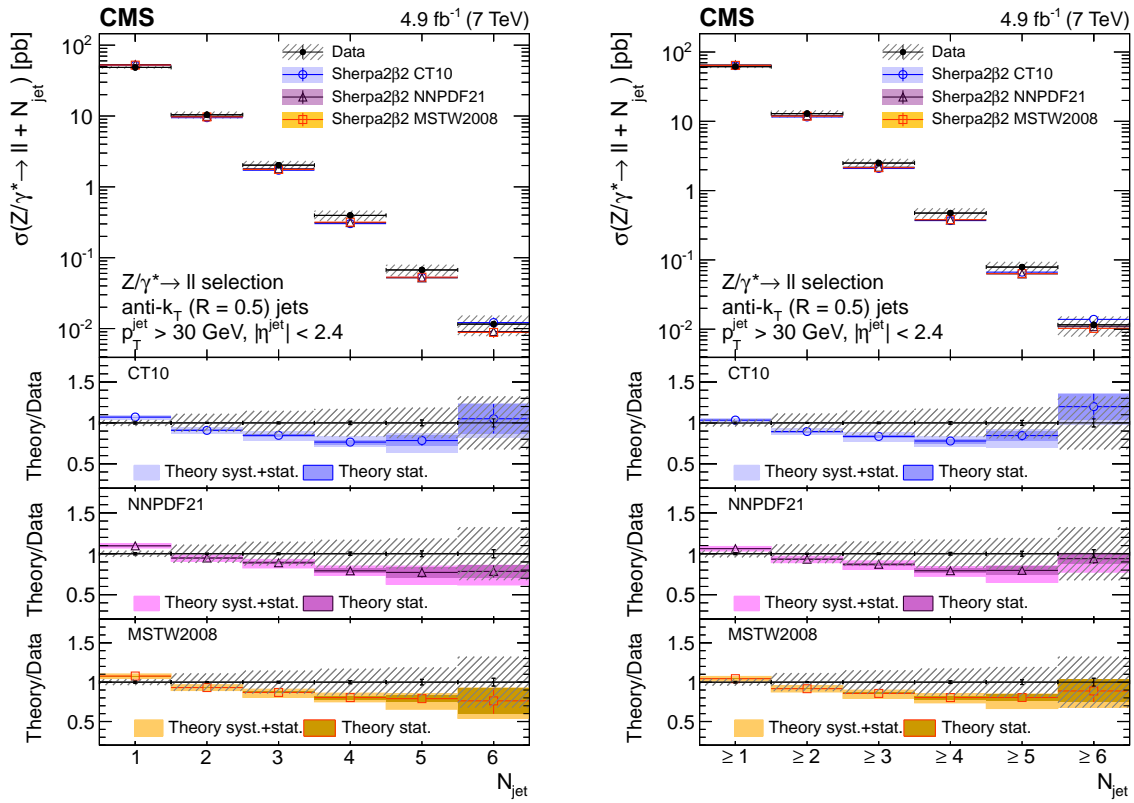 CMS 4.9 fb⁻¹ (7 TeV)
σ(Z/γ*→ ll + N_jet) [pb]
10²
10
1
10⁻¹
10⁻²
Data
Sherpa2β2 CT10
Sherpa2β2 NNPDF21
Sherpa2β2 MSTW2008
Z/γ*→ ll selection
anti-k_T (R = 0.5) jets
p_T^jet > 30 GeV, |η^jet| < 2.4
Theory/Data
1.5
1
0.5
CT10
Theory syst.+stat. Theory stat.
Theory/Data
1.5
1
0.5
NNPDF21
Theory syst.+stat. Theory stat.
Theory/Data
1.5
1
0.5
MSTW2008
Theory syst.+stat. Theory stat.
1 2 3 4 5 6
N_jet
CMS 4.9 fb⁻¹ (7 TeV)
σ(Z/γ*→ ll + N_jet) [pb]
10²
10
1
10⁻¹
10⁻²
Data
Sherpa2β2 CT10
Sherpa2β2 NNPDF21
Sherpa2β2 MSTW2008
Z/γ*→ ll selection
anti-k_T (R = 0.5) jets
p_T^jet > 30 GeV, |η^jet| < 2.4
Theory/Data
1.5
1
0.5
CT10
Theory syst.+stat. Theory stat.
Theory/Data
1.5
1
0.5
NNPDF21
Theory syst.+stat. Theory stat.
Theory/Data
1.5
1
0.5
MSTW2008
Theory syst.+stat. Theory stat.
≥ 1 ≥ 2 ≥ 3 ≥ 4 ≥ 5 ≥ 6
N_jet